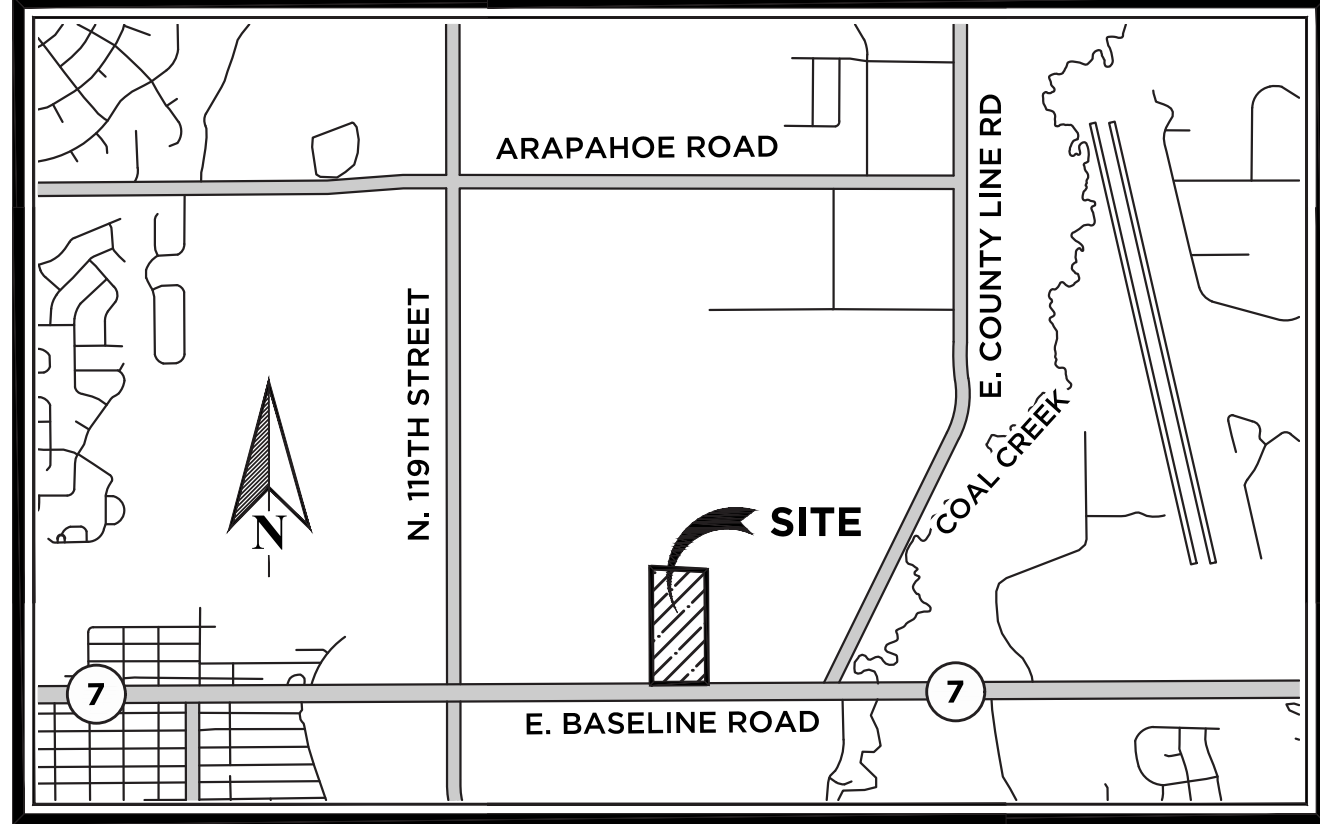 ARAPAHOE ROAD
E. COUNTY LINE RD
N. 119TH STREET
COAL CREEK
N
SITE
7
7
E. BASELINE ROAD